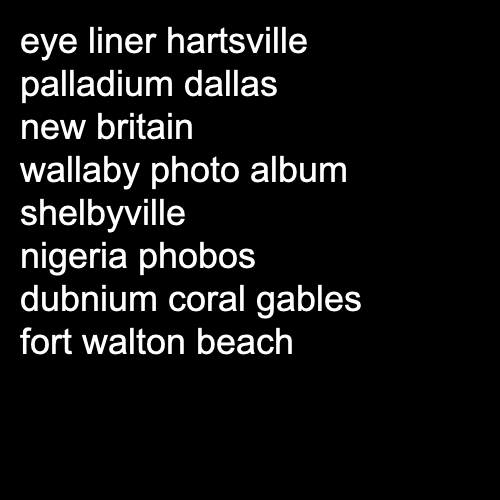 eye liner hartsville
palladium dallas
new britain
wallaby photo album
shelbyville
nigeria phobos
dubnium coral gables
fort walton beach